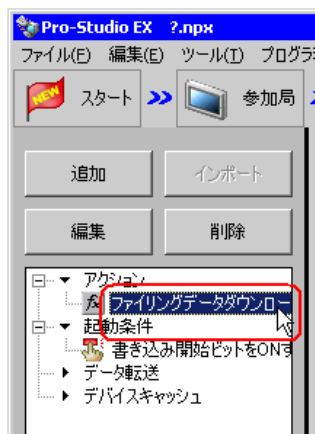 Pro-Studio EX ?.npx
ファイル(F) 編集(E) ツール(T) プログラ
NEW スタート 参加局
追加 インポート
編集 削除
アクション
fx ファイリングデータダウンロー
起動条件
書き込み開始ビットをONす
データ転送
デバイスキャッシュ